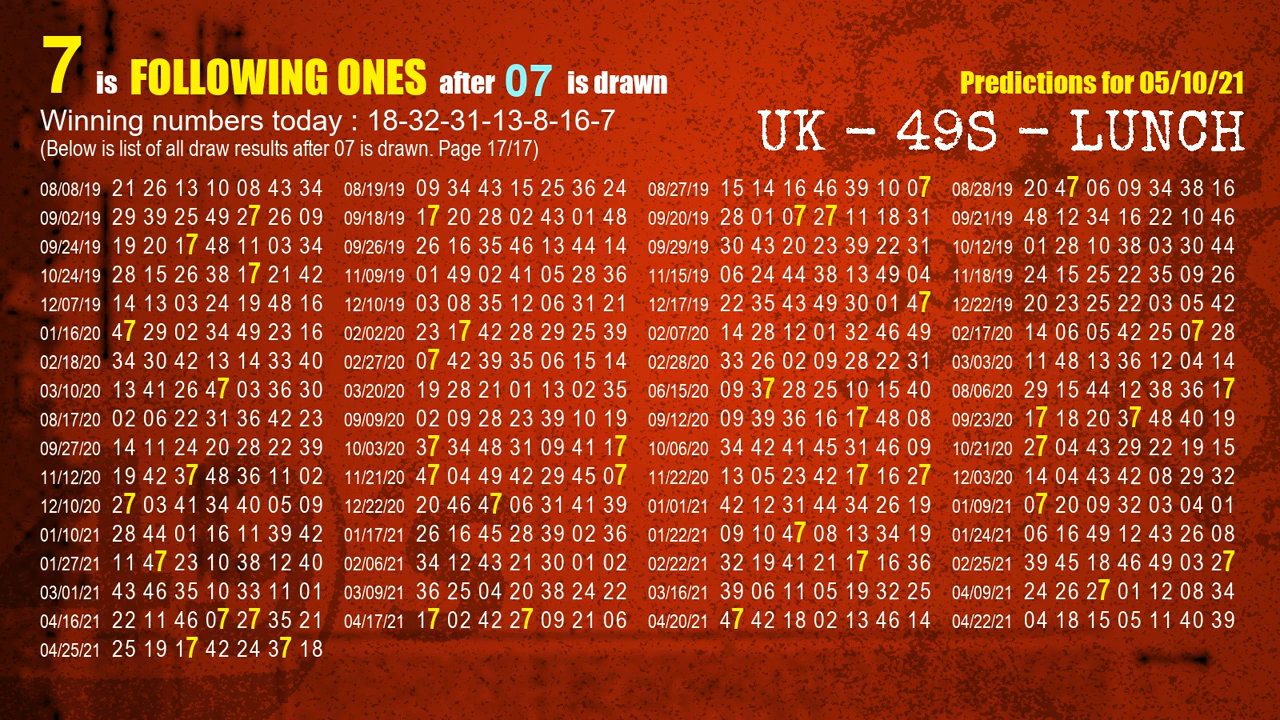 7 is FOLLOWING ONES after 07 is drawn
Predictions for 05/10/21
Winning numbers today : 18-32-31-13-8-16-7
UK - 49S - LUNCH
(Below is list of all draw results after 07 is drawn. Page 17/17)
08/08/19 21 26 13 10 08 43 34 08/19/19 09 34 43 15 25 36 24 08/27/19 15 14 16 46 39 10 07 08/28/19 20 47 06 09 34 38 16
09/02/19 29 39 25 49 27 26 09 09/18/19 17 20 28 02 43 01 48 09/20/19 28 01 07 27 11 18 31 09/21/19 48 12 34 16 22 10 46
09/24/19 19 20 17 48 11 03 34 09/26/19 26 16 35 46 13 44 14 09/29/19 30 43 20 23 39 22 31 10/12/19 01 28 10 38 03 30 44
10/24/19 28 15 26 38 17 21 42 11/09/19 01 49 02 41 05 28 36 11/15/19 06 24 44 38 13 49 04 11/18/19 24 15 25 22 35 09 26
12/07/19 14 13 03 24 19 48 16 12/10/19 03 08 35 12 06 31 21 12/17/19 22 35 43 49 30 01 47 12/22/19 20 23 25 22 03 05 42
01/16/20 47 29 02 34 49 23 16 02/02/20 23 17 42 28 29 25 39 02/07/20 14 28 12 01 32 46 49 02/17/20 14 06 05 42 25 07 28
02/18/20 34 30 42 13 14 33 40 02/27/20 07 42 39 35 06 15 14 02/28/20 33 26 02 09 28 22 31 03/03/20 11 48 13 36 12 04 14
03/10/20 13 41 26 47 03 36 30 03/20/20 19 28 21 01 13 02 35 06/15/20 09 37 28 25 10 15 40 08/06/20 29 15 44 12 38 36 17
08/17/20 02 06 22 31 36 42 23 09/09/20 02 09 28 23 39 10 19 09/12/20 09 39 36 16 17 48 08 09/23/20 17 18 20 37 48 40 19
09/27/20 14 11 24 20 28 22 39 10/03/20 37 34 48 31 09 41 17 10/06/20 34 42 41 45 31 46 09 10/21/20 27 04 43 29 22 19 15
11/12/20 19 42 37 48 36 11 02 11/21/20 47 04 49 42 29 45 07 11/22/20 13 05 23 42 17 16 27 12/03/20 14 04 43 42 08 29 32
12/10/20 27 03 41 34 40 05 09 12/22/20 20 46 47 06 31 41 39 01/01/21 42 12 31 44 34 26 19 01/09/21 07 20 09 32 03 04 01
01/10/21 28 44 01 16 11 39 42 01/17/21 26 16 45 28 39 02 36 01/22/21 09 10 47 08 13 34 19 01/24/21 06 16 49 12 43 26 08
01/27/21 11 47 23 10 38 12 40 02/06/21 34 12 43 21 30 01 02 02/22/21 32 19 41 21 17 16 36 02/25/21 39 45 18 46 49 03 27
03/01/21 43 46 35 10 33 11 01 03/09/21 36 25 04 20 38 24 22 03/16/21 39 06 11 05 19 32 25 04/09/21 24 26 27 01 12 08 34
04/16/21 22 11 46 07 27 35 21 04/17/21 17 02 42 27 09 21 06 04/20/21 47 42 18 02 13 46 14 04/22/21 04 18 15 05 11 40 39
04/25/21 25 19 17 42 24 37 18